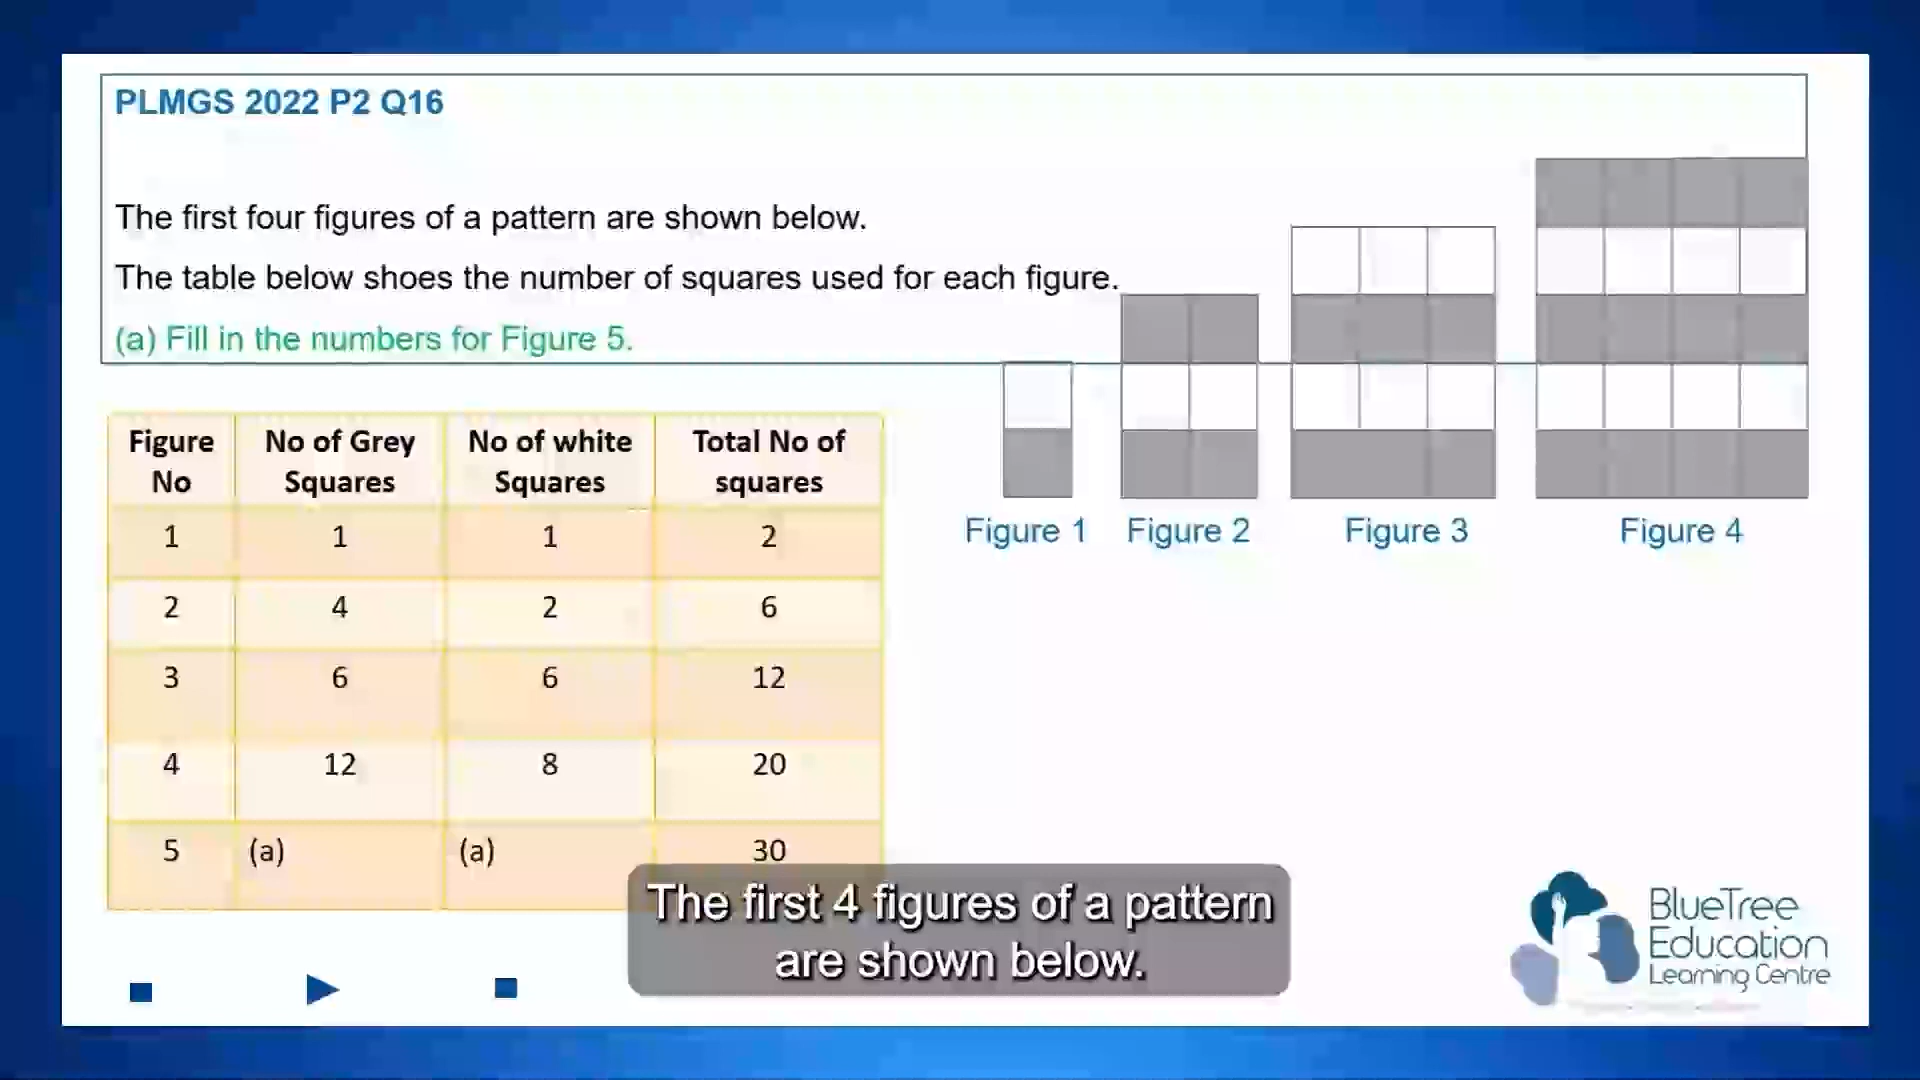 PLMGS 2022 P2 Q16
The first four figures of a pattern are shown below.
The table below shoes the number of squares used for each figure.
(a) Fill in the numbers for Figure 5.
Figure No No of Grey Squares No of white Squares Total No of squares
1 1 1 2
2 4 2 6
3 6 6 12
4 12 8 20
5 (a) (a) 30
Figure 1 Figure 2 Figure 3 Figure 4
The first 4 figures of a pattern
are shown below.
BlueTree
Education
Learning Centre